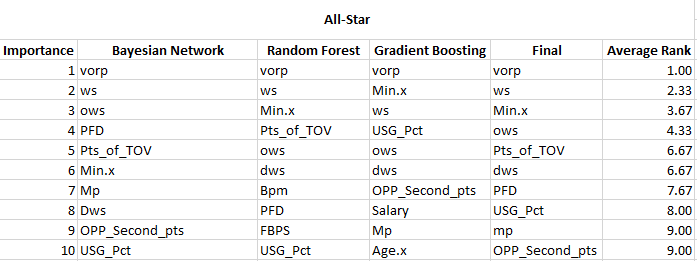 All-Star
Importance Bayesian Network Random Forest Gradient Boosting Final Average Rank
1 vorp vorp vorp vorp 1.00
2 ws ws Min.x ws 2.33
3 ows Min.x ws Min.x 3.67
4 PFD Pts_of_TOV USG_Pct ows 4.33
5 Pts_of_TOV ows ows Pts_of_TOV 6.67
6 Min.x dws dws dws 6.67
7 Mp Bpm OPP_Second_pts PFD 7.67
8 Dws PFD Salary USG_Pct 8.00
9 OPP_Second_pts FBPS Mp mp 9.00
10 USG_Pct USG_Pct Age.x OPP_Second_pts 9.00